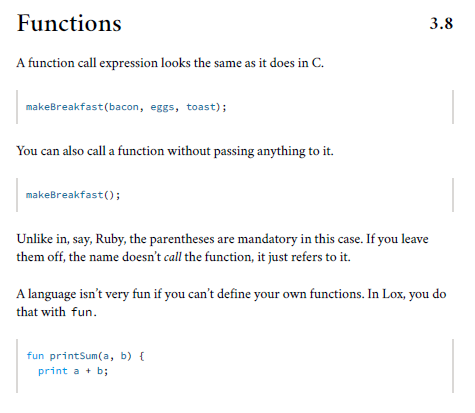 Functions 3.8
A function call expression looks the same as it does in C.
makeBreakfast(bacon, eggs, toast);
You can also call a function without passing anything to it.
makeBreakfast();
Unlike in, say, Ruby, the parentheses are mandatory in this case. If you leave
them off, the name doesn’t call the function, it just refers to it.
A language isn’t very fun if you can’t define your own functions. In Lox, you do
that with fun.
fun printSum(a, b) {
  print a + b;